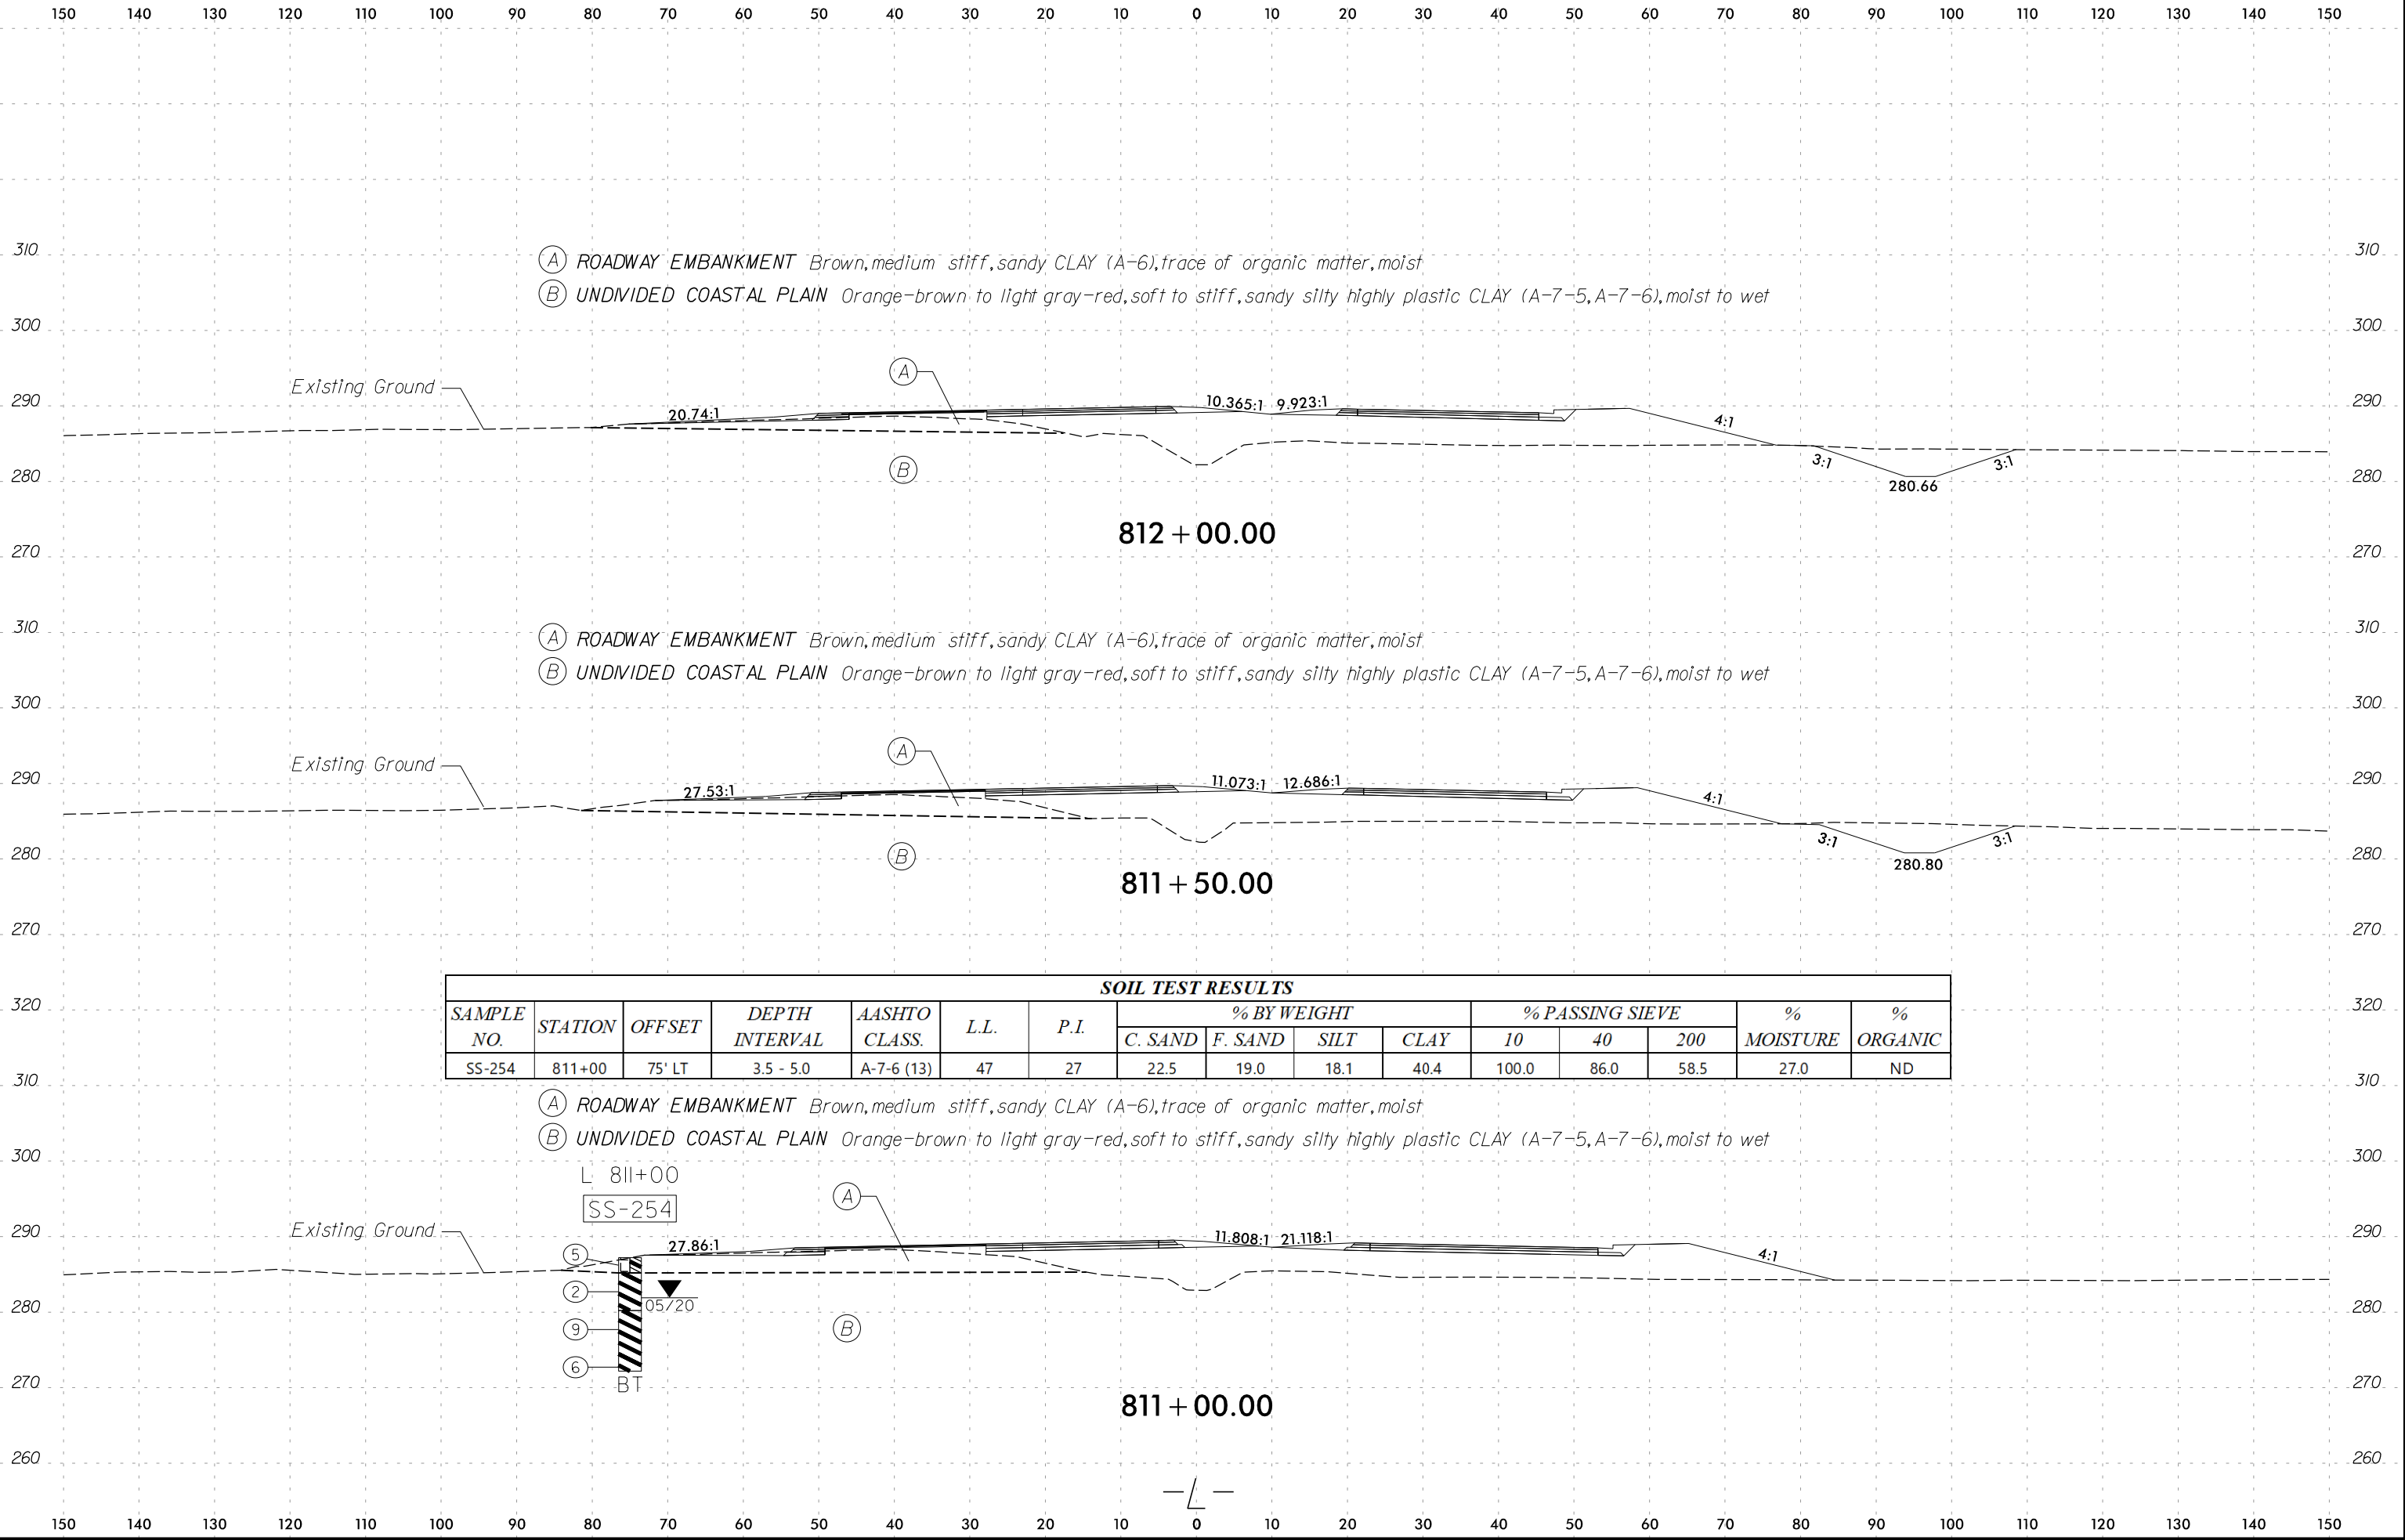 150 140 130 120 110 100 90 80 70 60 50 40 30 20 10 0 10 20 30 40 50 60 70 80 90 100 110 120 130 140 150
310 310
Ⓐ ROADWAY EMBANKMENT Brown, medium stiff, sandy CLAY (A-6), trace of organic matter, moist
Ⓑ UNDIVIDED COASTAL PLAIN Orange-brown to light gray-red, soft to stiff, sandy silty highly plastic CLAY (A-7-5, A-7-6), moist to wet
300 300
A
Existing Ground
290 20.74:1 10.365:1 9.923:1 4:1 290
B
3:1 3:1
280 280.66 280
812+00.00
270 270
310 310
Ⓐ ROADWAY EMBANKMENT Brown, medium stiff, sandy CLAY (A-6), trace of organic matter, moist
Ⓑ UNDIVIDED COASTAL PLAIN Orange-brown to light gray-red, soft to stiff, sandy silty highly plastic CLAY (A-7-5, A-7-6), moist to wet
300 300
A
Existing Ground
290 27.53:1 11.073:1 12.686:1 4:1 290
3:1 3:1
280 B 280.80 280
811+50.00
270 270
SOIL TEST RESULTS
320 320
SAMPLE NO. STATION OFFSET DEPTH INTERVAL AASHTO CLASS. L.L. P.I. % BY WEIGHT % PASSING SIEVE % MOISTURE % ORGANIC
C. SAND F. SAND SILT CLAY 10 40 200
SS-254 811+00 75' LT 3.5 - 5.0 A-7-6 (13) 47 27 22.5 19.0 18.1 40.4 100.0 86.0 58.5 27.0 ND
310 310
Ⓐ ROADWAY EMBANKMENT Brown, medium stiff, sandy CLAY (A-6), trace of organic matter, moist
Ⓑ UNDIVIDED COASTAL PLAIN Orange-brown to light gray-red, soft to stiff, sandy silty highly plastic CLAY (A-7-5, A-7-6), moist to wet
300 300
L 811+00
A
SS-254
Existing Ground
290 27.86:1 11.808:1 21.118:1 290
5 4:1
2
05/20
280 280
9 B
6
270 BT 270
811+00.00
260 260
-L-
150 140 130 120 110 100 90 80 70 60 50 40 30 20 10 0 10 20 30 40 50 60 70 80 90 100 110 120 130 140 150